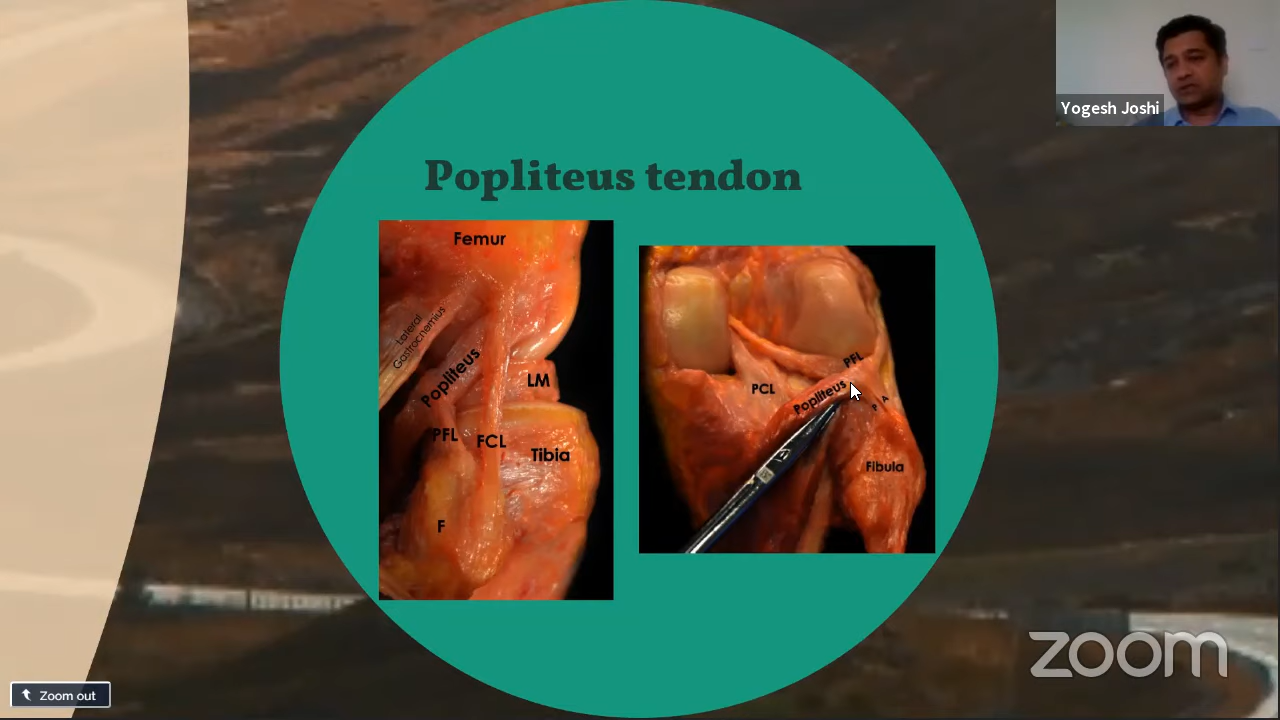 Yogesh Joshi
Popliteus tendon
Femur
Lateral
Gastrocnemius
Popliteus
LM
PFL
FCL
Tibia
F
PFL
PCL
Popliteus
Fibula
zoom
Zoom out